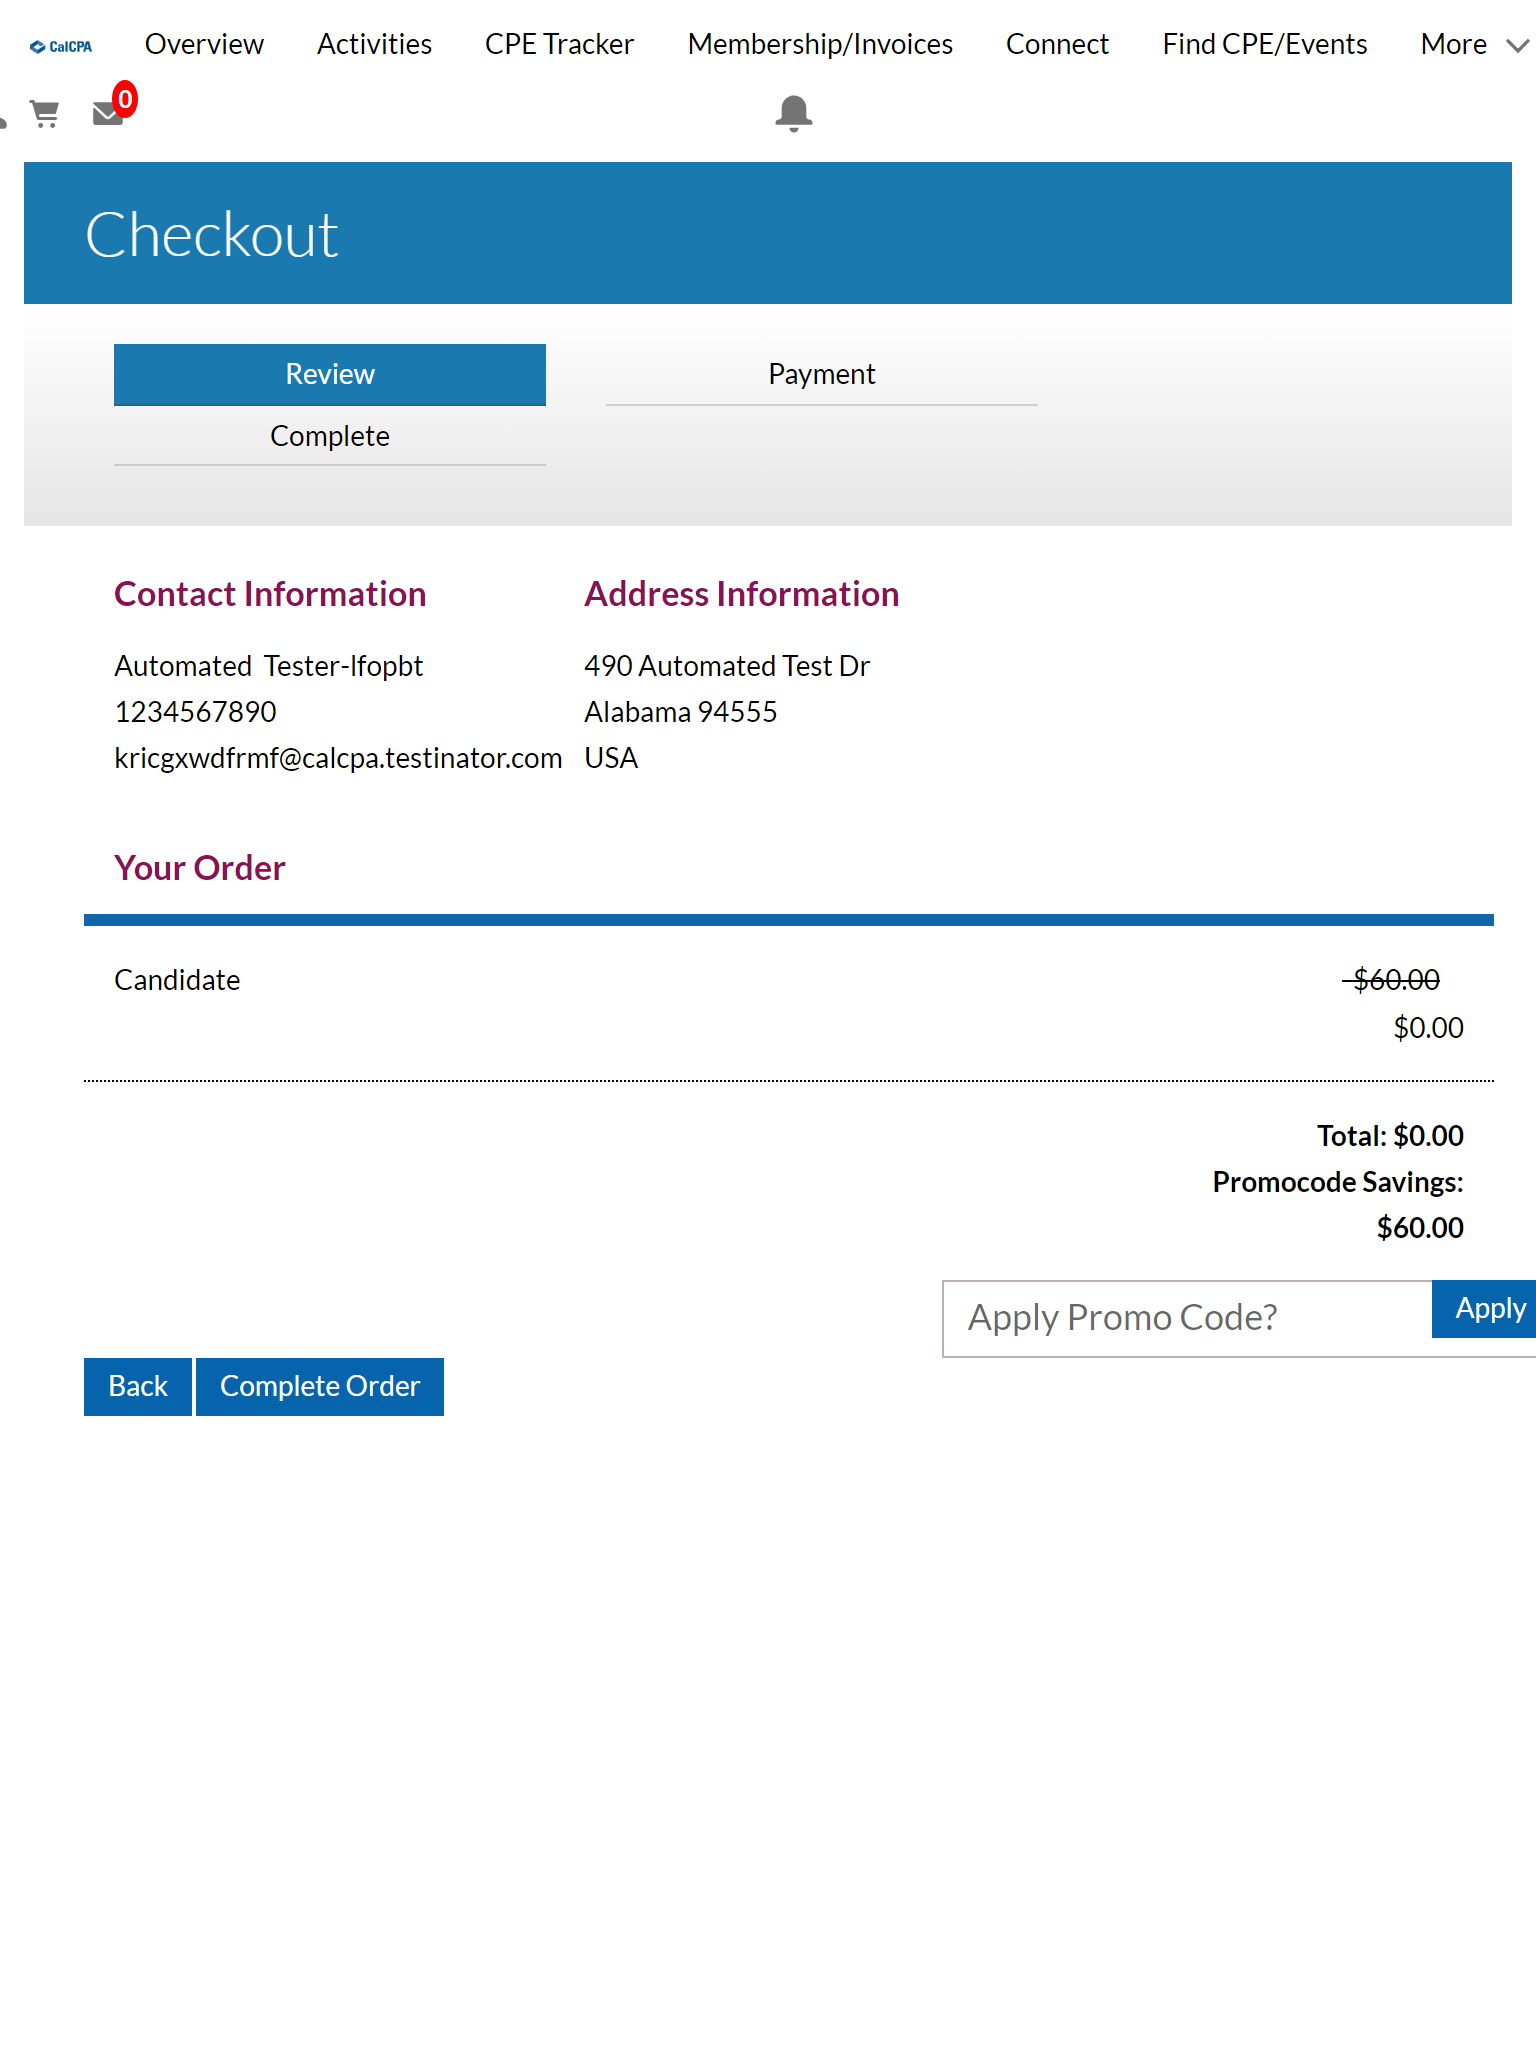 CalCPA Overview Activities CPE Tracker Membership/Invoices Connect Find CPE/Events More
0
Checkout
Review Payment
Complete
Contact Information Address Information
Automated Tester-lfopbt 490 Automated Test Dr
1234567890 Alabama 94555
kricgxwdfrmf@calcpa.testinator.com USA
Your Order
Candidate $60.00
$0.00
Total: $0.00
Promocode Savings:
$60.00
Apply Promo Code? Apply
Back Complete Order